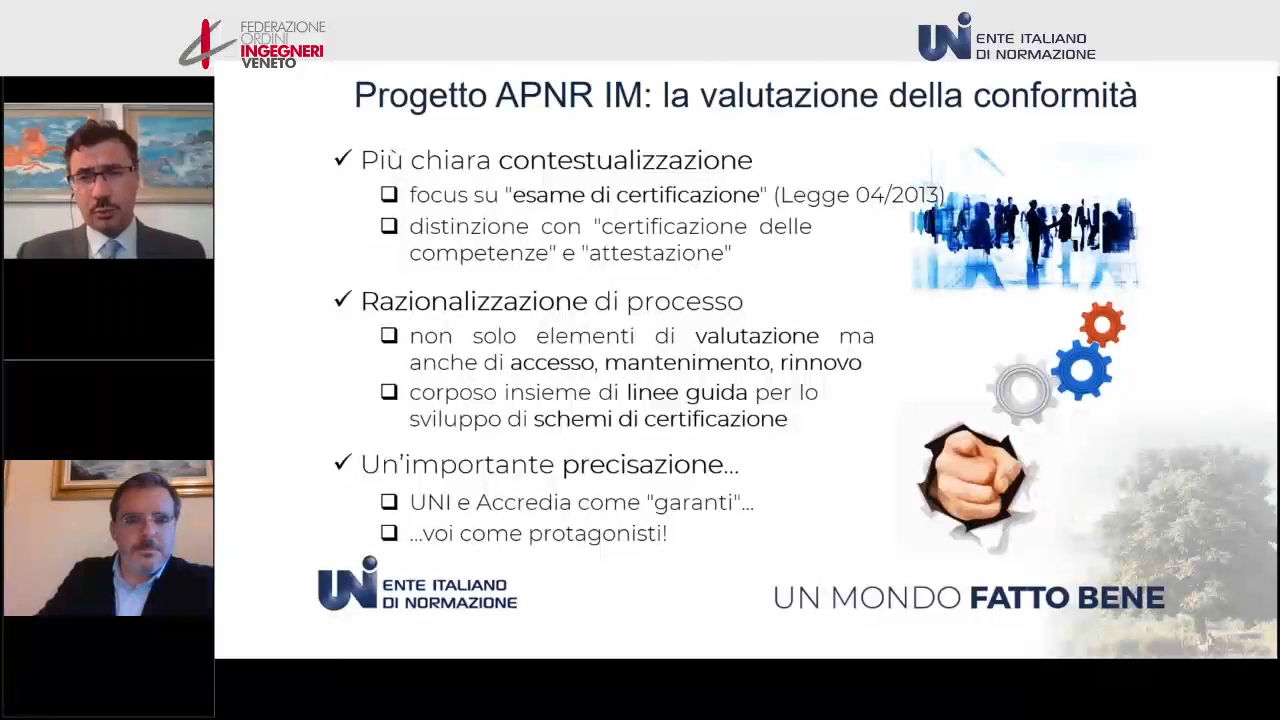 FEDERAZIONE
ORDINI
INGEGNERI
VENETO
UNI ENTE ITALIANO
DI NORMAZIONE
Progetto APNR IM: la valutazione della conformità
✓ Più chiara contestualizzazione
❑ focus su "esame di certificazione" (Legge 04/2013)
❑ distinzione con "certificazione delle
competenze" e "attestazione"
✓ Razionalizzazione di processo
❑ non solo elementi di valutazione ma
anche di accesso, mantenimento, rinnovo
❑ corposo insieme di linee guida per lo
sviluppo di schemi di certificazione
✓ Un'importante precisazione...
❑ UNI e Accredia come "garanti"...
❑ ...voi come protagonisti!
UNI ENTE ITALIANO
DI NORMAZIONE
UN MONDO FATTO BENE